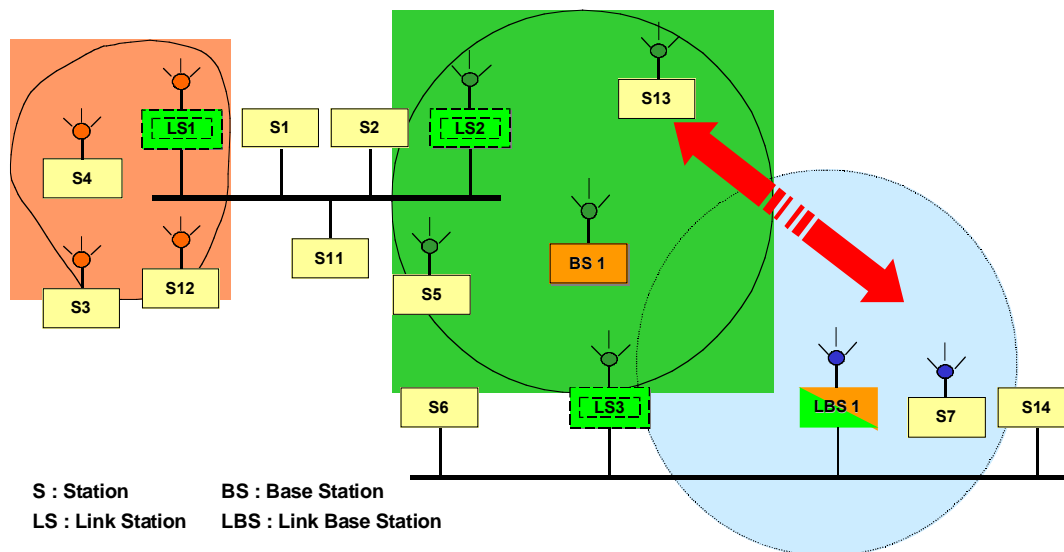 S13
LS1
S1
S2
LS2
S4
S11
BS 1
S3
S12
S5
S6
LS3
LBS 1
S7
S14
S : Station
BS : Base Station
LS : Link Station
LBS : Link Base Station